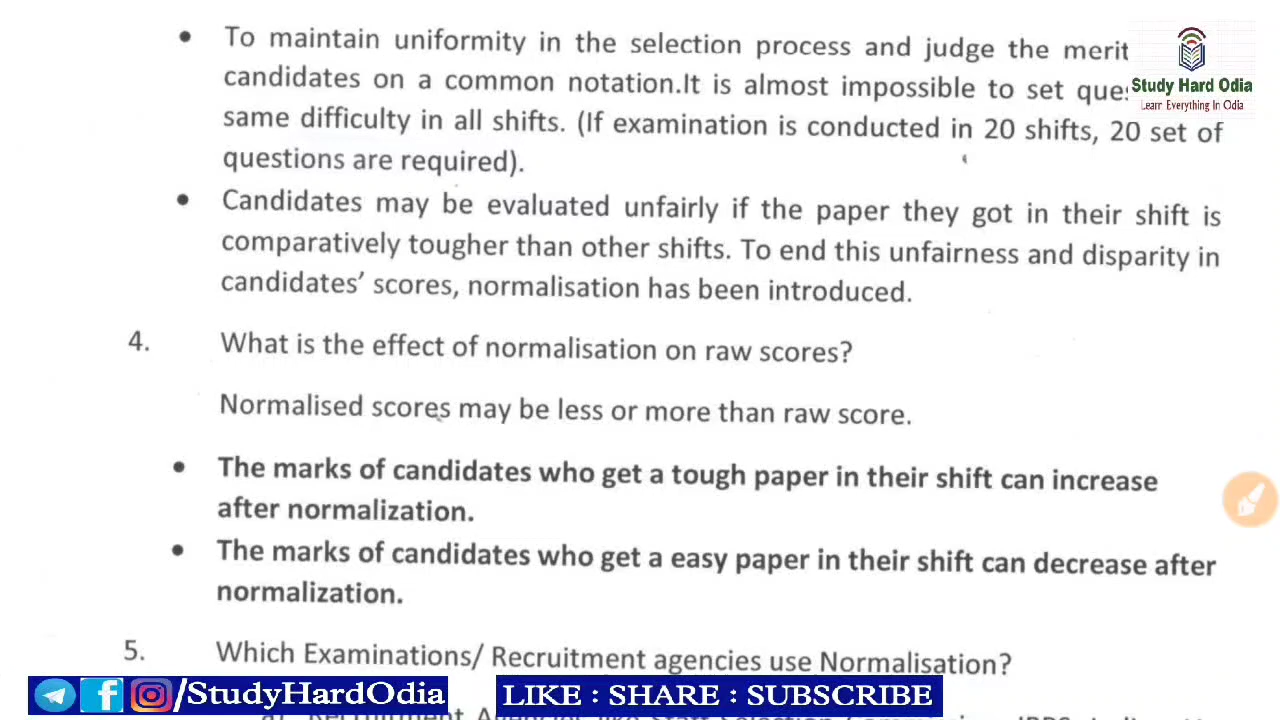 To maintain uniformity in the selection process and judge the merit
candidates on a common notation.It is almost impossible to set
same difficulty in all shifts. (If examination is conducted in 20 shifts, 20 set of
questions are required).
Candidates may be evaluated unfairly if the paper they got in their shift is
comparatively tougher than other shifts. To end this unfairness and disparity in
candidates' scores, normalisation has been introduced.
4. What is the effect of normalisation on raw scores?
Normalised scores may be less or more than raw score.
The marks of candidates who get a tough paper in their shift can increase
after normalization.
The marks of candidates who get a easy paper in their shift can decrease after
normalization.
5. Which Examinations/ Recruitment agencies use Normalisation?
Study Hard Odia
Learn Everything In Odia
/StudyHardOdia
LIKE : SHARE : SUBSCRIBE